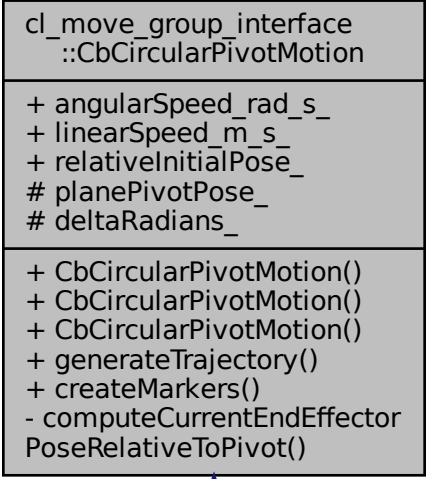 cl_move_group_interface
::CbCircularPivotMotion
+ angularSpeed_rad_s_
+ linearSpeed_m_s_
+ relativeInitialPose_
# planePivotPose_
# deltaRadians_
+ CbCircularPivotMotion()
+ CbCircularPivotMotion()
+ CbCircularPivotMotion()
+ generateTrajectory()
+ createMarkers()
- computeCurrentEndEffector
PoseRelativeToPivot()